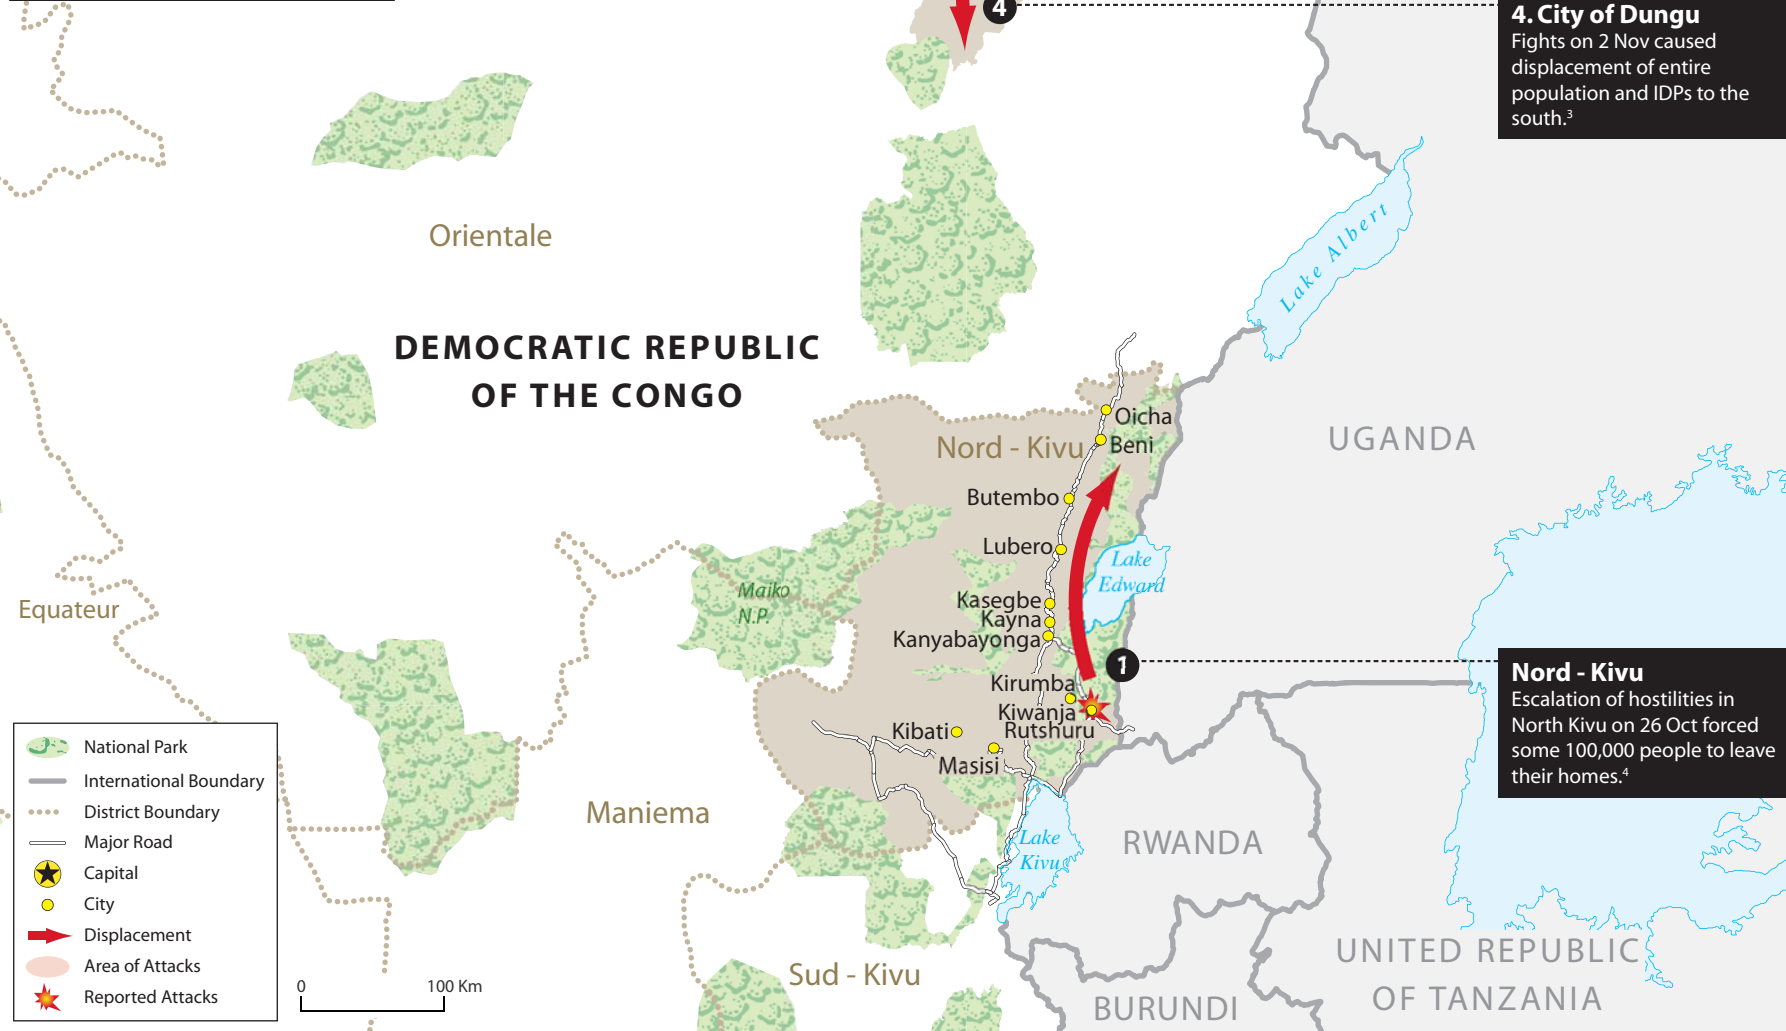 4
4. City of Dungu
Fights on 2 Nov caused
displacement of entire
population and IDPs to the
south.³
Lake Albert
Orientale
DEMOCRATIC REPUBLIC
OF THE CONGO
Oicha
Nord - Kivu
Beni
UGANDA
Butembo
Lubero
Lake
Edward
Maiko
N.P.
Kasegbe
Kayna
Kanyabayonga
Equateur
1
Nord - Kivu
Escalation of hostilities in
North Kivu on 26 Oct forced
some 100,000 people to leave
their homes.⁴
Kirumba
Kiwanja
Rutshuru
Kibati
Masisi
National Park
International Boundary
District Boundary
Major Road
Capital
City
Displacement
Area of Attacks
Reported Attacks
Maniema
Lake
Kivu
RWANDA
0 100 Km
Sud - Kivu
BURUNDI
UNITED REPUBLIC
OF TANZANIA